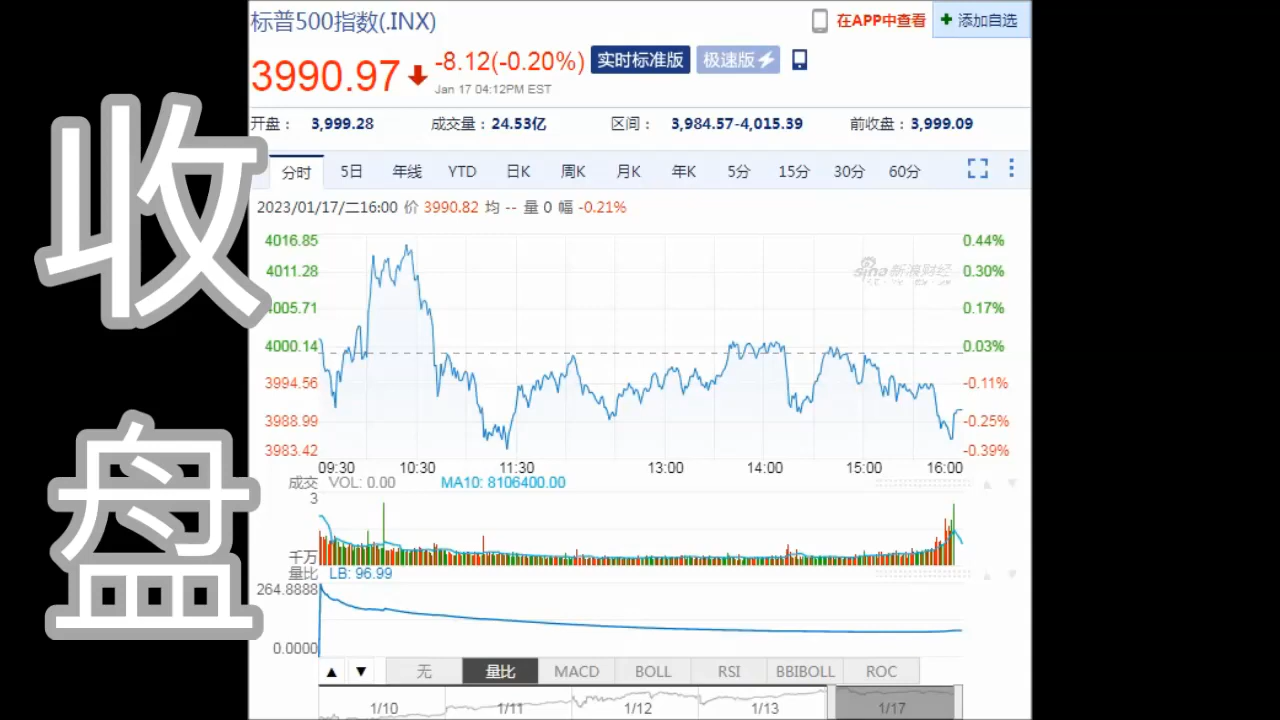 收
盘
标普500指数(.INX)
在APP中查看
+ 添加自选
3990.97
-8.12(-0.20%)
实时标准版
极速版
Jan 17 04:12PM EST
开盘： 3,999.28 成交量：24.53亿 区间： 3,984.57-4,015.39 前收盘：3,999.09
分时 5日 年线 YTD 日K 周K 月K 年K 5分 15分 30分 60分
2023/01/17/二16:00 价 3990.82 均 -- 量 0 幅 -0.21%
4016.85 0.44%
sina 新浪财经
4011.28 0.30%
4005.71 0.17%
4000.14 0.03%
3994.56 -0.11%
3988.99 -0.25%
3983.42 -0.39%
09:30 10:30 11:30 13:00 14:00 15:00 16:00
成交 VOL: 0.00 MA10: 8106400.00
3
千万
量比 LB: 96.99
264.8888
0.0000
▲ ▼ 无 量比 MACD BOLL RSI BBIBOLL ROC
1/10 1/11 1/12 1/13 1/17